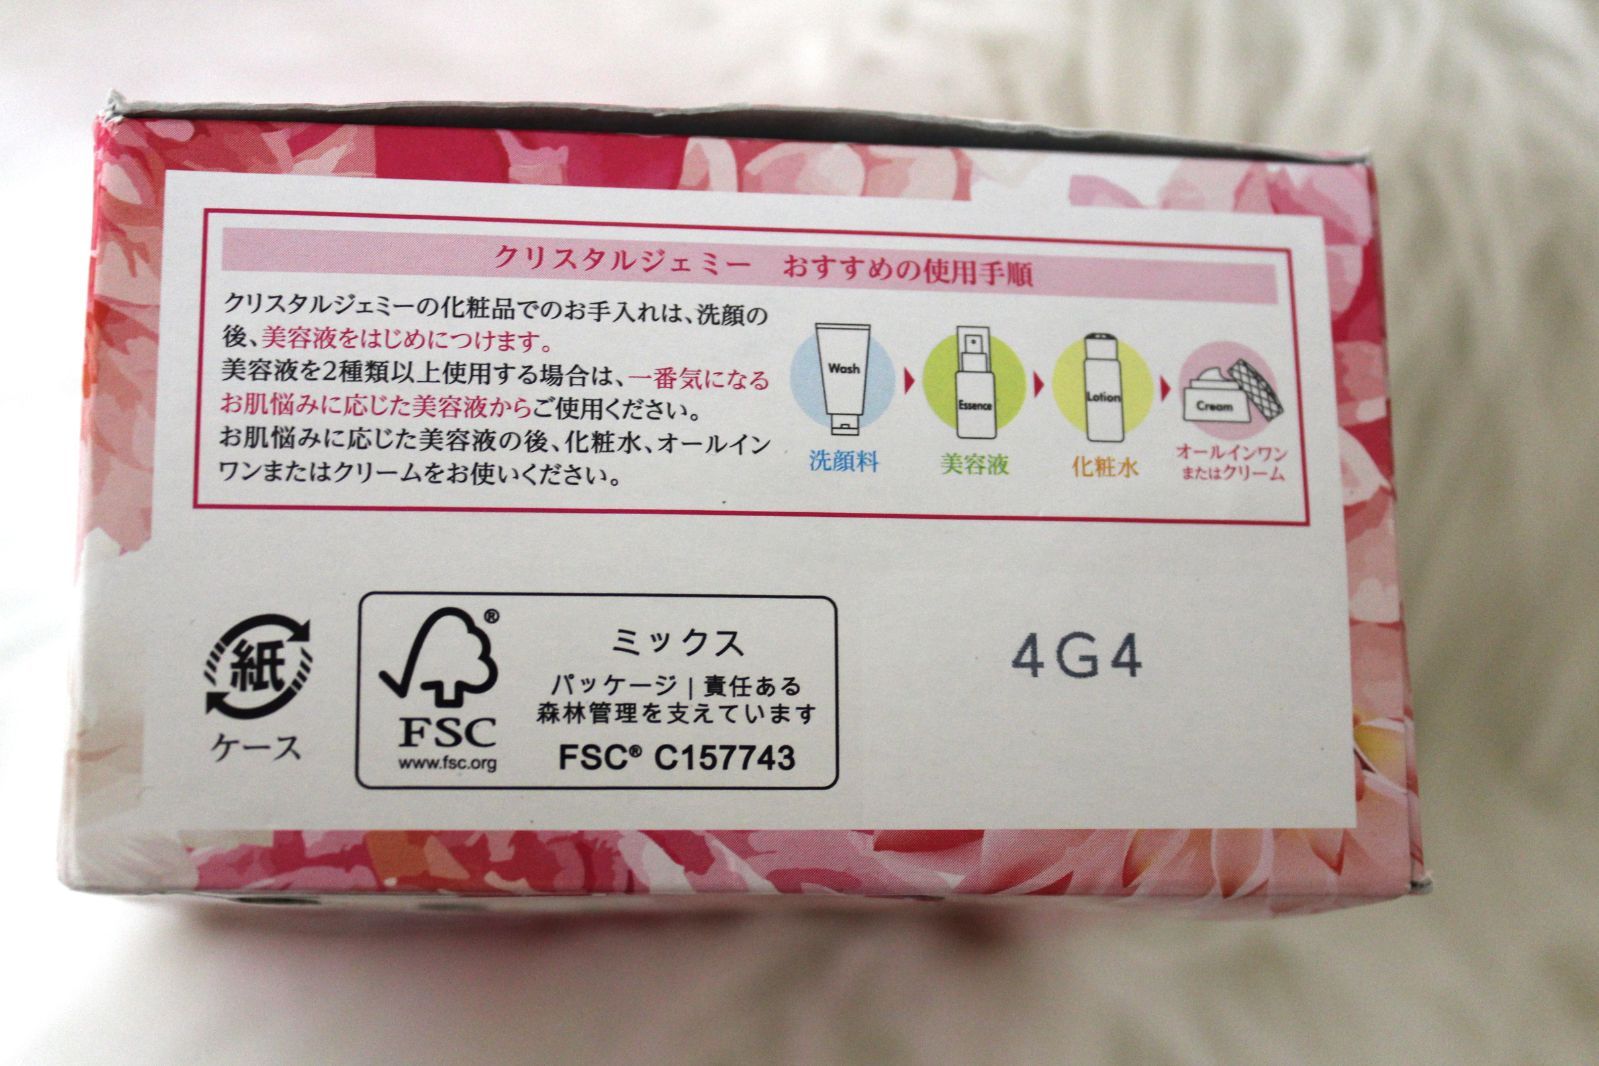 クリスタルジェミー　おすすめの使用手順
クリスタルジェミーの化粧品でのお手入れは、洗顔の
後、美容液をはじめにつけます。
美容液を2種類以上使用する場合は、一番気になる
お肌悩みに応じた美容液からご使用ください。
お肌悩みに応じた美容液の後、化粧水、オールイン
ワンまたはクリームをお使いください。
Wash
洗顔料
Essence
美容液
Lotion
化粧水
Cream
オールインワン
またはクリーム
紙
ケース
®
FSC
www.fsc.org
ミックス
パッケージ | 責任ある
森林管理を支えています
FSC® C157743
4G4